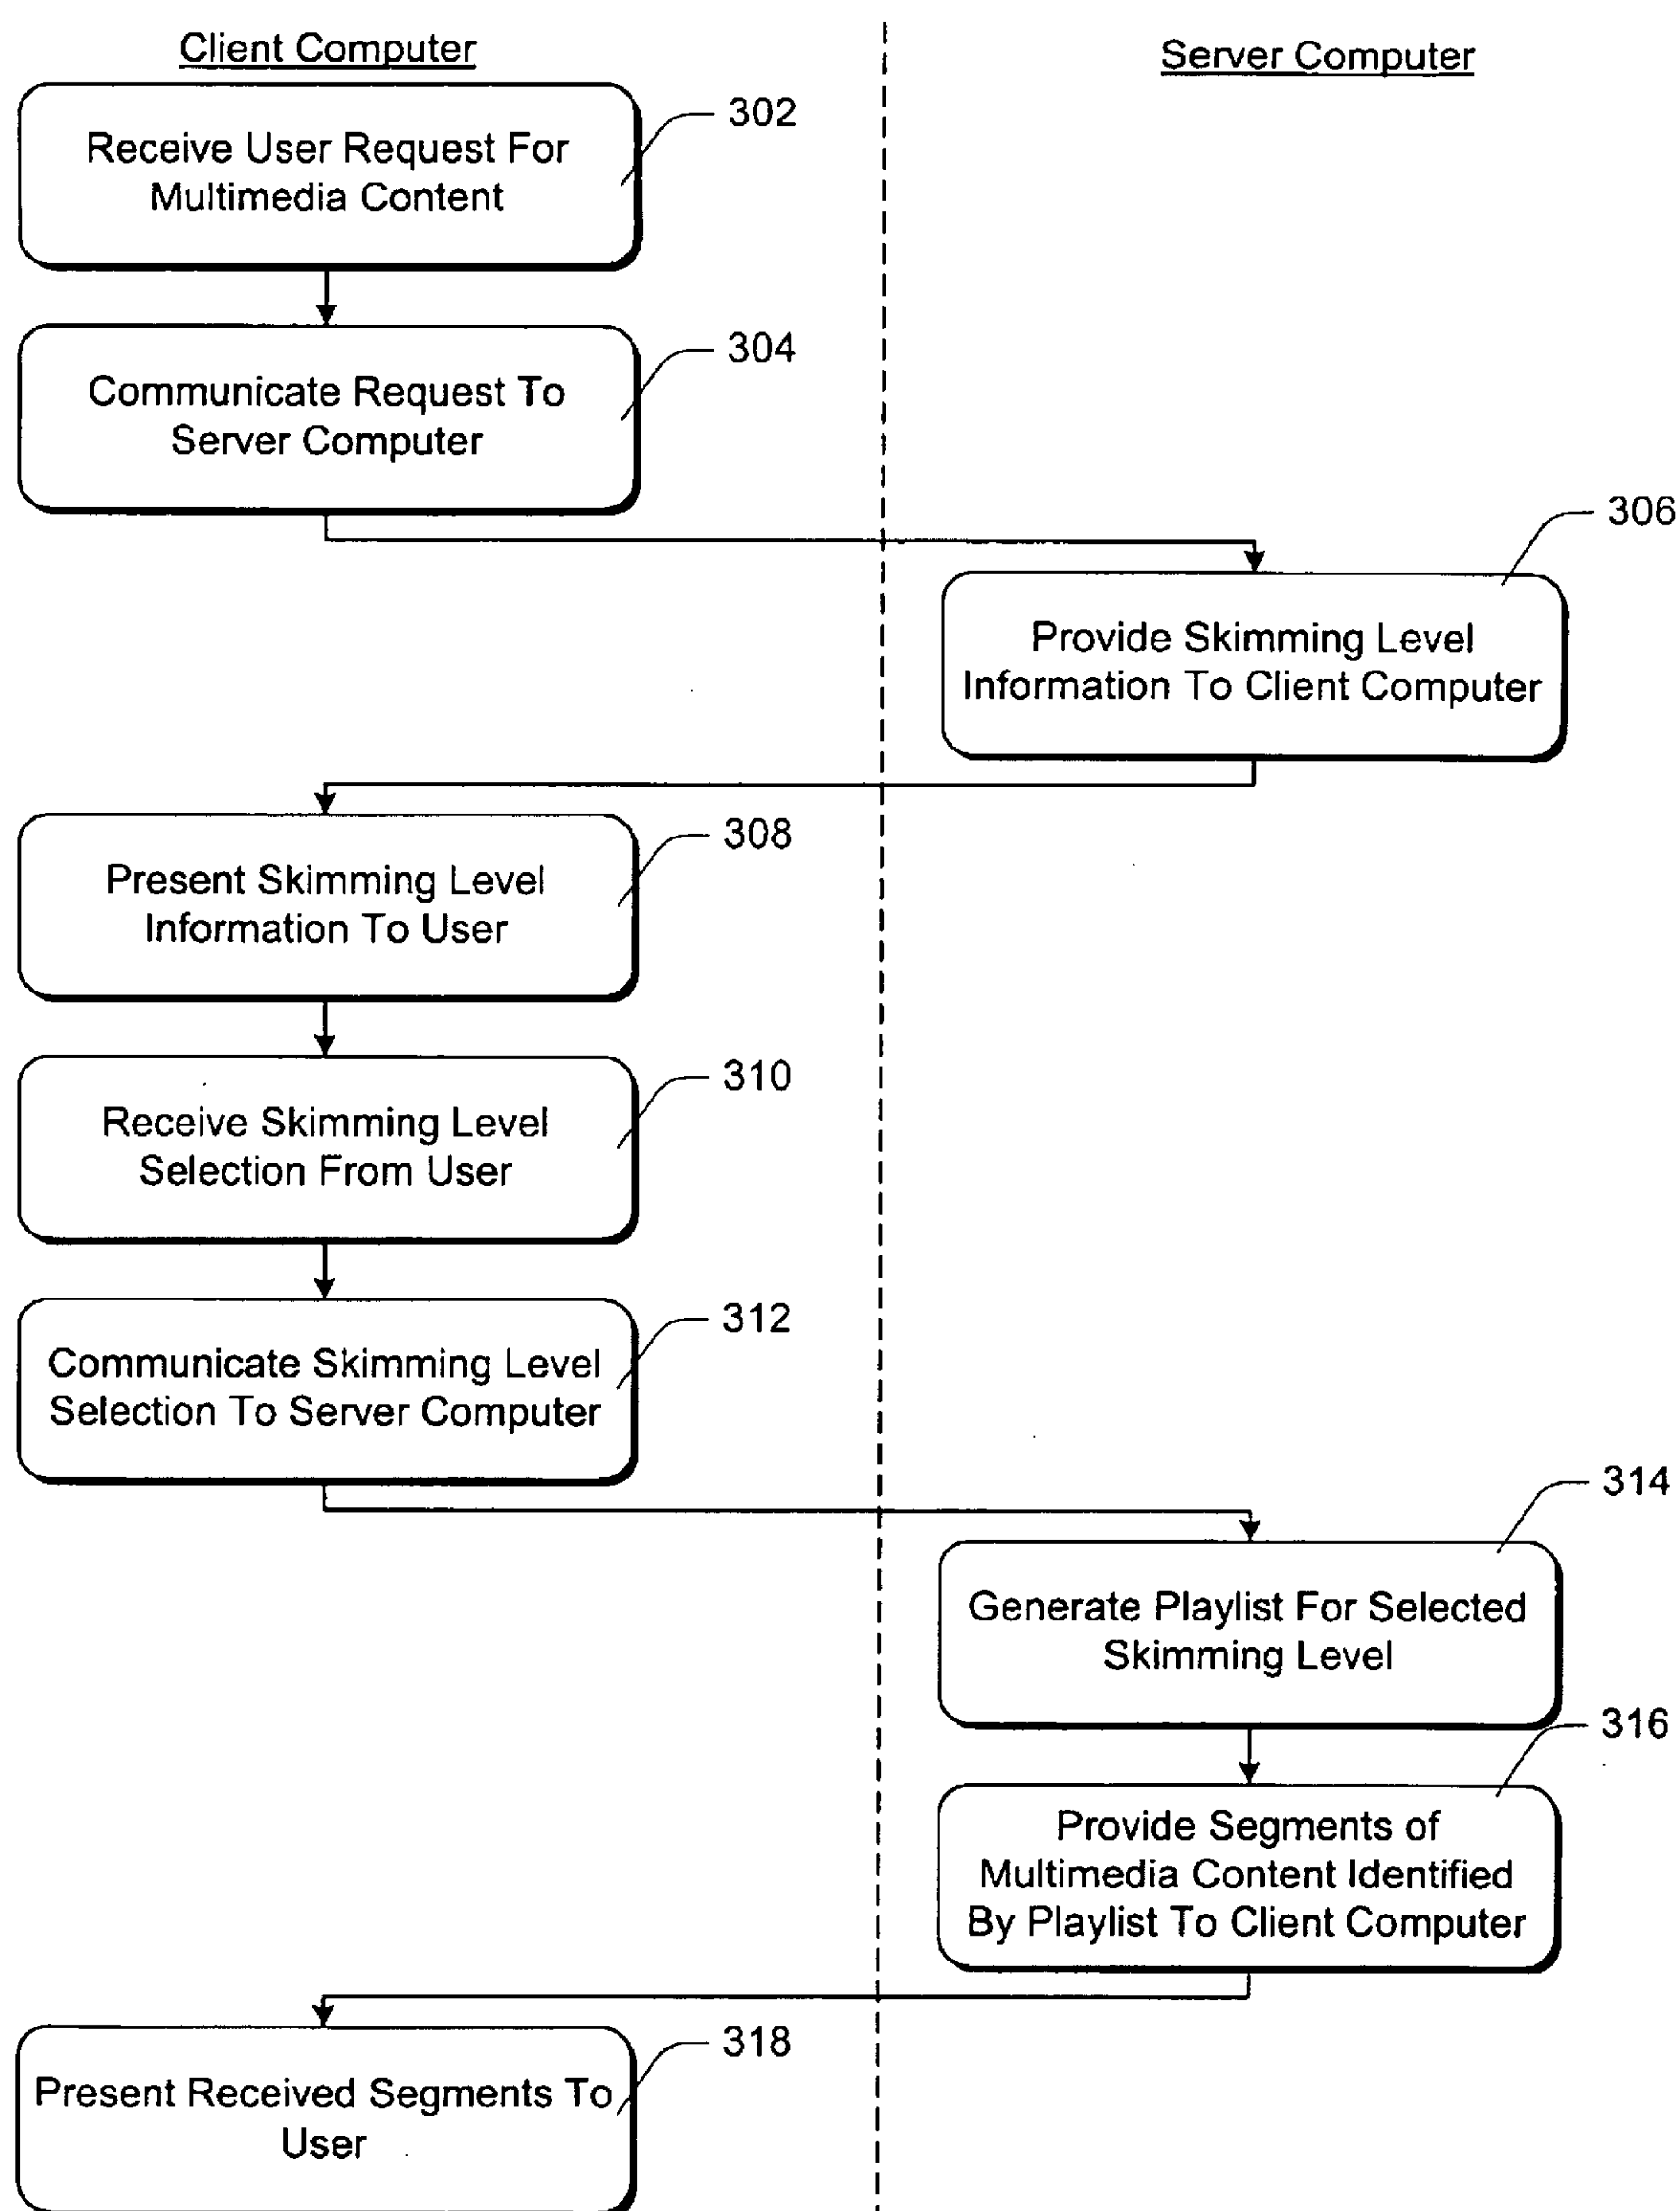 Client Computer
Server Computer
302
Receive User Request For
Multimedia Content
304
Communicate Request To
Server Computer
306
Provide Skimming Level
Information To Client Computer
308
Present Skimming Level
Information To User
310
Receive Skimming Level
Selection From User
312
Communicate Skimming Level
Selection To Server Computer
314
Generate Playlist For Selected
Skimming Level
316
Provide Segments of
Multimedia Content Identified
By Playlist To Client Computer
318
Present Received Segments To
User